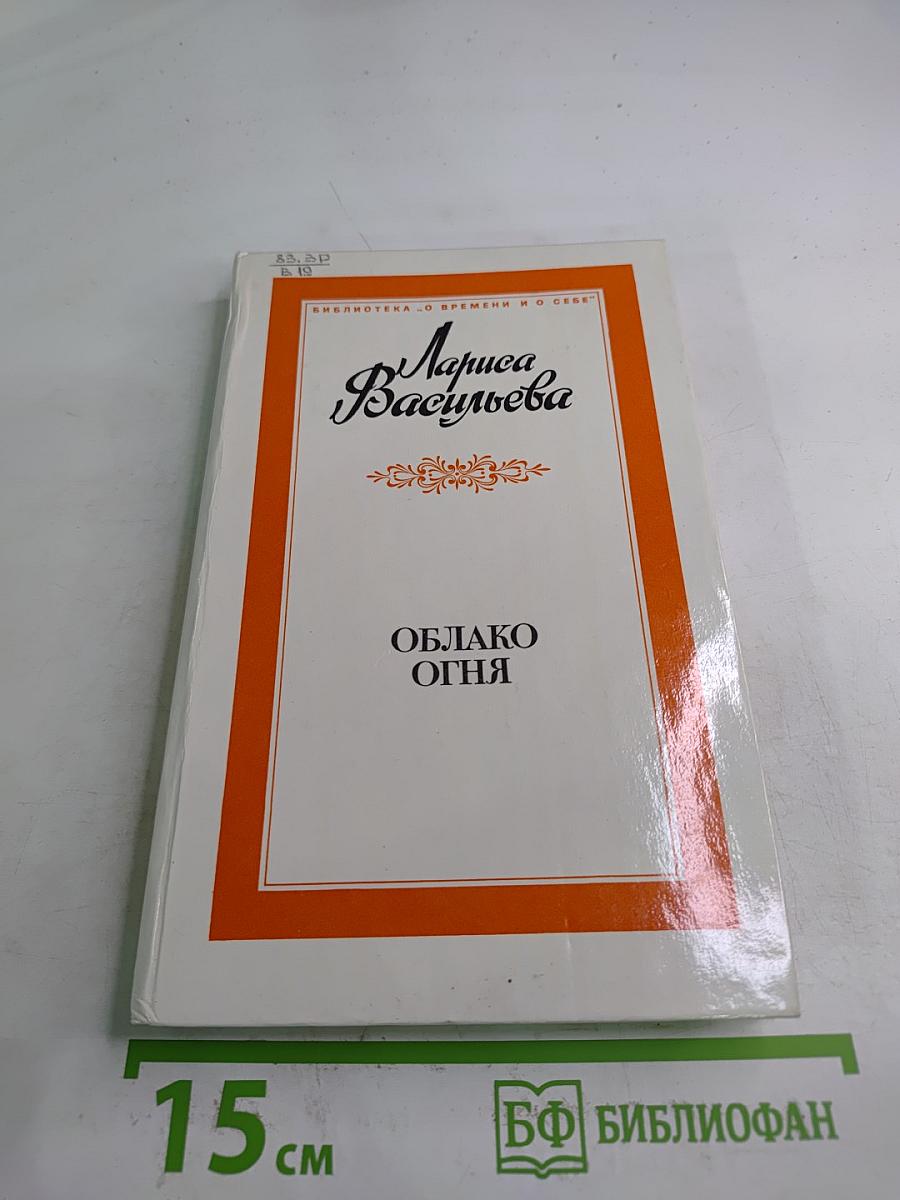 83.3Р
В 19
БИБЛИОТЕКА „О ВРЕМЕНИ И О СЕБЕ"
Лариса
Васильева
ОБЛАКО
ОГНЯ
15 см
БФ БИБЛИОФАН